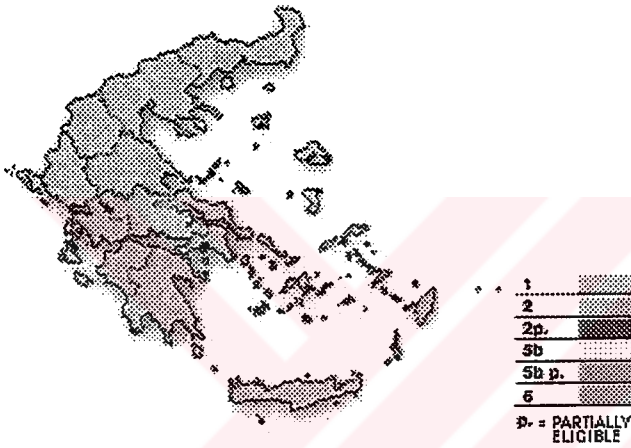 1
2
2p.
5b
5b p.
6
p. = PARTIALLY
ELIGIBLE